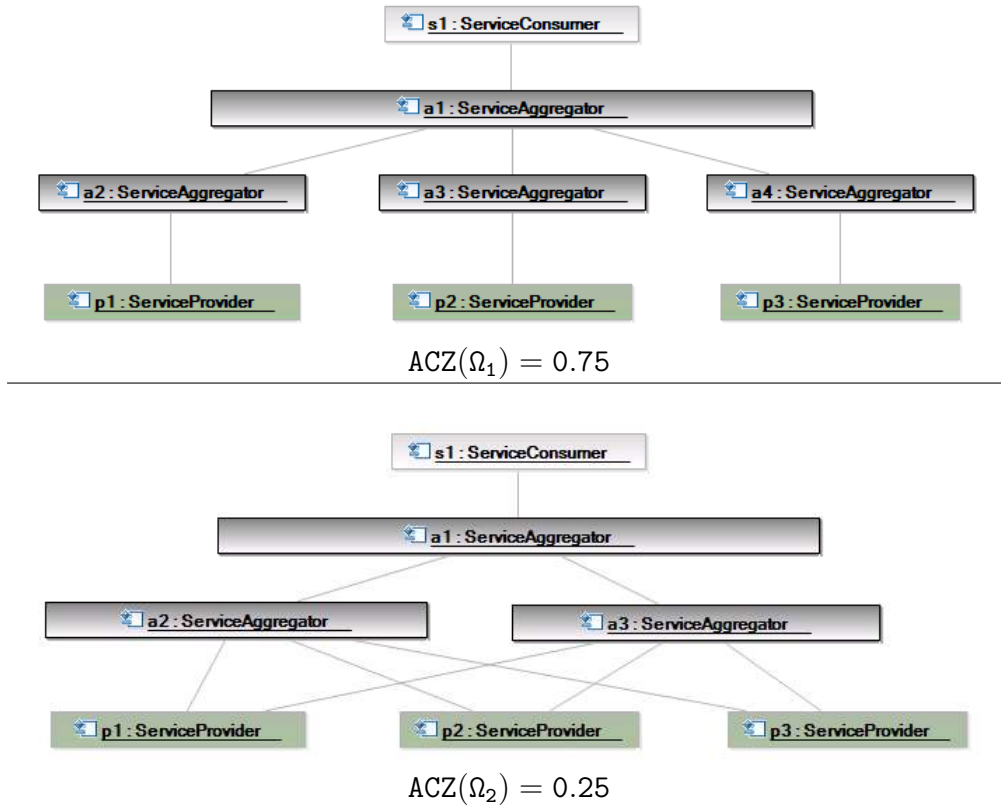 s1 : ServiceConsumer
a1 : ServiceAggregator
a2 : ServiceAggregator
a3 : ServiceAggregator
a4 : ServiceAggregator
p1 : ServiceProvider
p2 : ServiceProvider
p3 : ServiceProvider
ACZ(Ω₁) = 0.75
s1 : ServiceConsumer
a1 : ServiceAggregator
a2 : ServiceAggregator
a3 : ServiceAggregator
p1 : ServiceProvider
p2 : ServiceProvider
p3 : ServiceProvider
ACZ(Ω₂) = 0.25